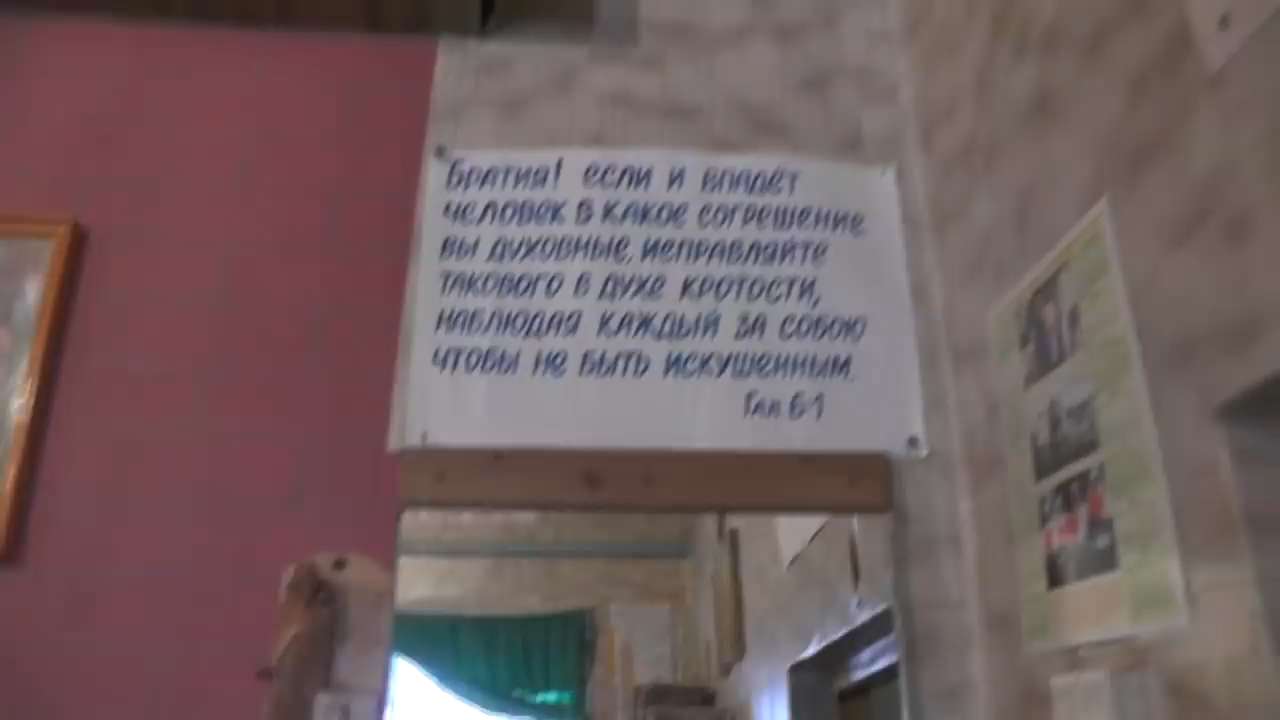 Братия! если и впадёт
человек в какое согрешение
вы духовные, исправляйте
такового в духе кротости,
наблюдая каждый за собою
чтобы не быть искушенным.
Гал. 6-1